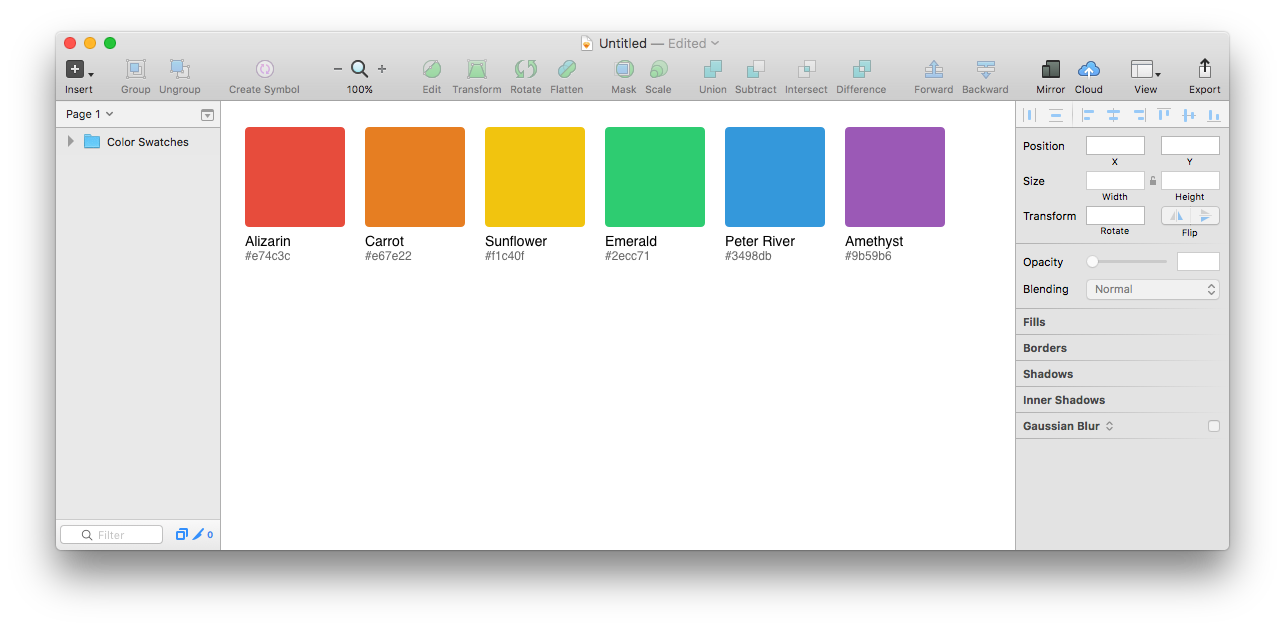 Untitled — Edited
Insert Group Ungroup Create Symbol 100% Edit Transform Rotate Flatten Mask Scale Union Subtract Intersect Difference Forward Backward Mirror Cloud View Export
Page 1
Color Swatches
Alizarin Carrot Sunflower Emerald Peter River Amethyst
#e74c3c #e67e22 #f1c40f #2ecc71 #3498db #9b59b6
Position
X Y
Size
Width Height
Transform
Rotate Flip
Opacity
Blending Normal
Fills
Borders
Shadows
Inner Shadows
Gaussian Blur
Filter 0